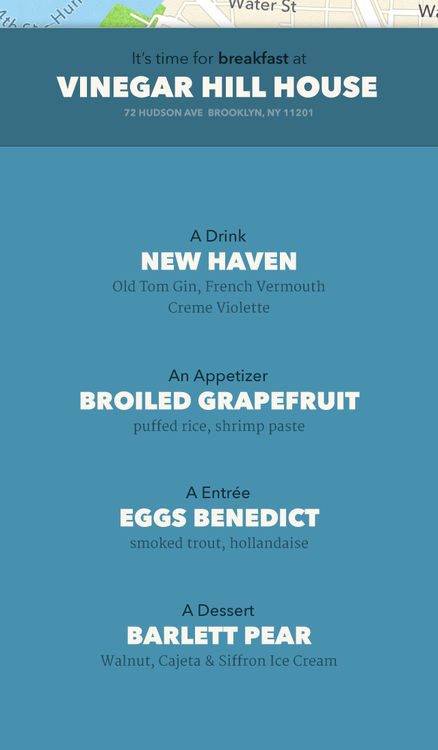 Water St
It's time for breakfast at
VINEGAR HILL HOUSE
72 HUDSON AVE BROOKLYN, NY 11201
A Drink
NEW HAVEN
Old Tom Gin, French Vermouth
Creme Violette
An Appetizer
BROILED GRAPEFRUIT
puffed rice, shrimp paste
A Entrée
EGGS BENEDICT
smoked trout, hollandaise
A Dessert
BARLETT PEAR
Walnut, Cajeta & Siffron Ice Cream